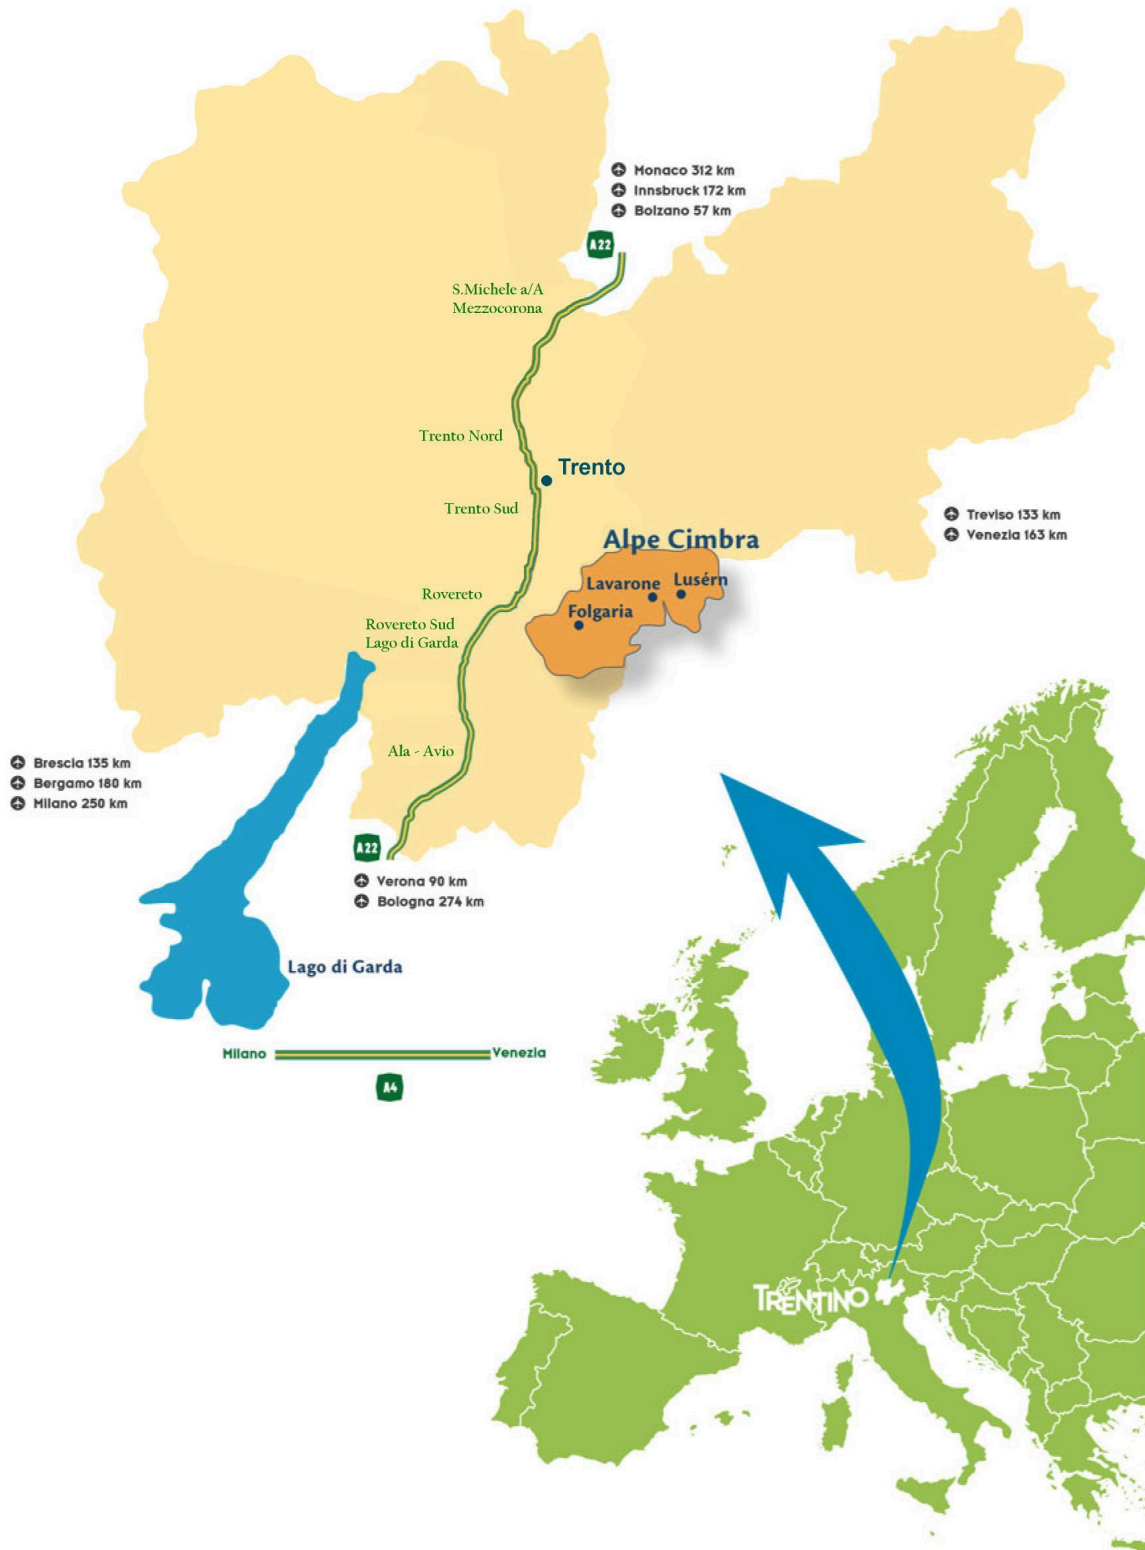 Monaco 312 km
Innsbruck 172 km
Bolzano 57 km
A22
S.Michele a/A
Mezzocorona
Trento Nord
Trento
Trento Sud
Treviso 133 km
Venezia 163 km
Alpe Cimbra
Lavarone
Lusérn
Folgaria
Rovereto
Rovereto Sud
Lago di Garda
Ala - Avio
Brescia 135 km
Bergamo 180 km
Milano 250 km
A22
Verona 90 km
Bologna 274 km
Lago di Garda
Milano
Venezia
A4
TRENTINO